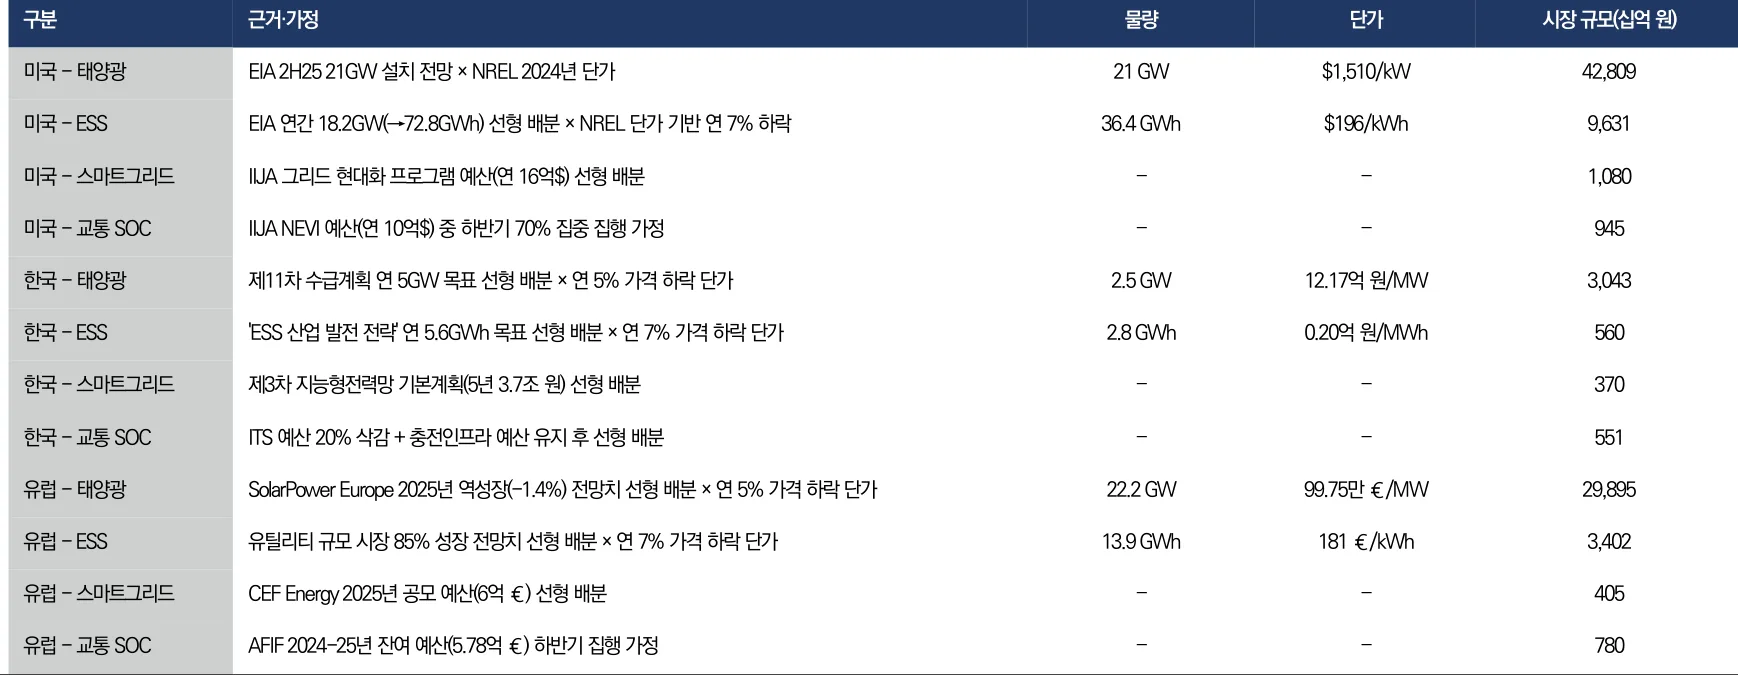 구분 근거·가정 물량 단가 시장 규모(십억 원)
미국 - 태양광 EIA 2H25 21GW 설치 전망 × NREL 2024년 단가 21 GW $1,510/kW 42,809
미국 - ESS EIA 연간 18.2GW(→72.8GWh) 선형 배분 × NREL 단가 기반 연 7% 하락 36.4 GWh $196/kWh 9,631
미국 - 스마트그리드 IIJA 그리드 현대화 프로그램 예산(연 16억$) 선형 배분 - - 1,080
미국 - 교통 SOC IIJA NEVI 예산(연 10억$) 중 하반기 70% 집중 집행 가정 - - 945
한국 - 태양광 제11차 수급계획 연 5GW 목표 선형 배분 × 연 5% 가격 하락 단가 2.5 GW 12.17억 원/MW 3,043
한국 - ESS 'ESS 산업 발전 전략' 연 5.6GWh 목표 선형 배분 × 연 7% 가격 하락 단가 2.8 GWh 0.20억 원/MWh 560
한국 - 스마트그리드 제3차 지능형전력망 기본계획(5년 3.7조 원) 선형 배분 - - 370
한국 - 교통 SOC ITS 예산 20% 삭감 + 충전인프라 예산 유지 후 선형 배분 - - 551
유럽 - 태양광 SolarPower Europe 2025년 역성장(-1.4%) 전망치 선형 배분 × 연 5% 가격 하락 단가 22.2 GW 99.75만 €/MW 29,895
유럽 - ESS 유틸리티 규모 시장 85% 성장 전망치 선형 배분 × 연 7% 가격 하락 단가 13.9 GWh 181 €/kWh 3,402
유럽 - 스마트그리드 CEF Energy 2025년 공모 예산(6억 €) 선형 배분 - - 405
유럽 - 교통 SOC AFIF 2024-25년 잔여 예산(5.78억 €) 하반기 집행 가정 - - 780